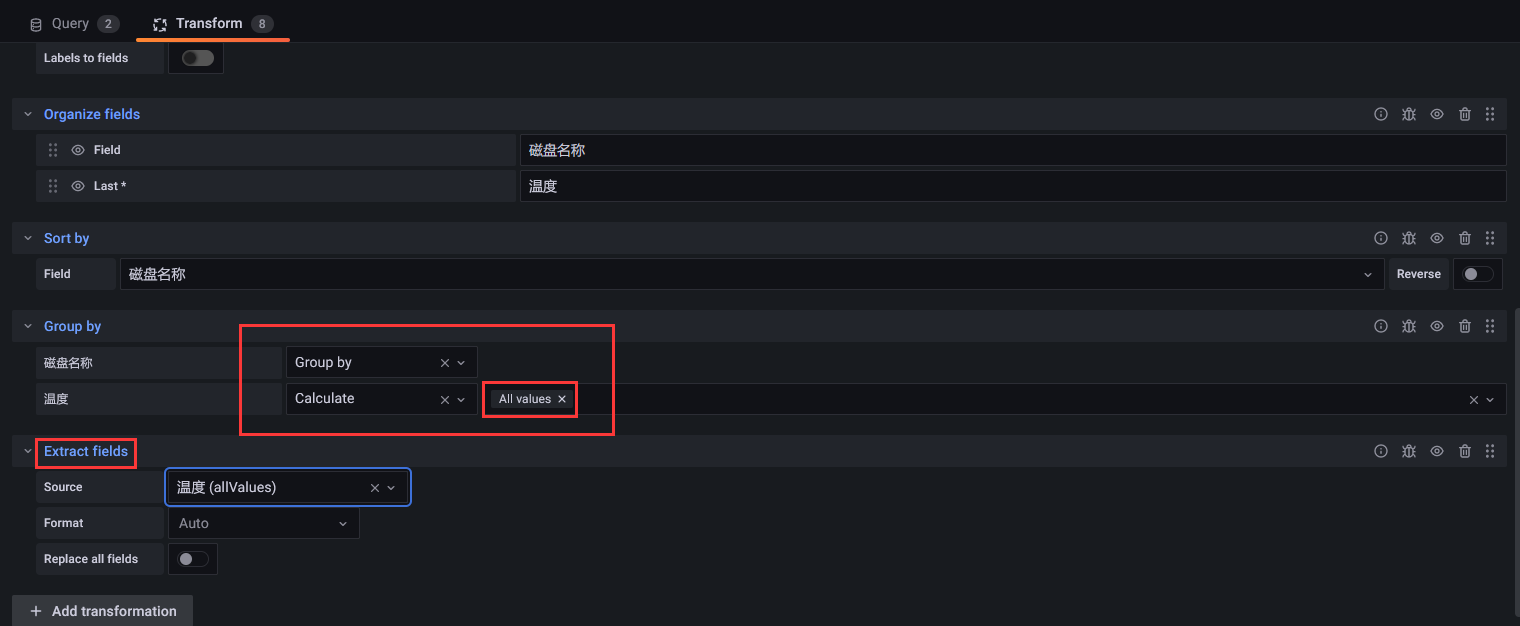 Query 2 Transform 8
Labels to fields
Organize fields
Field 磁盘名称
Last * 温度
Sort by
Field 磁盘名称 Reverse
Group by
磁盘名称 Group by
温度 Calculate All values
Extract fields
Source 温度 (allValues)
Format Auto
Replace all fields
+ Add transformation